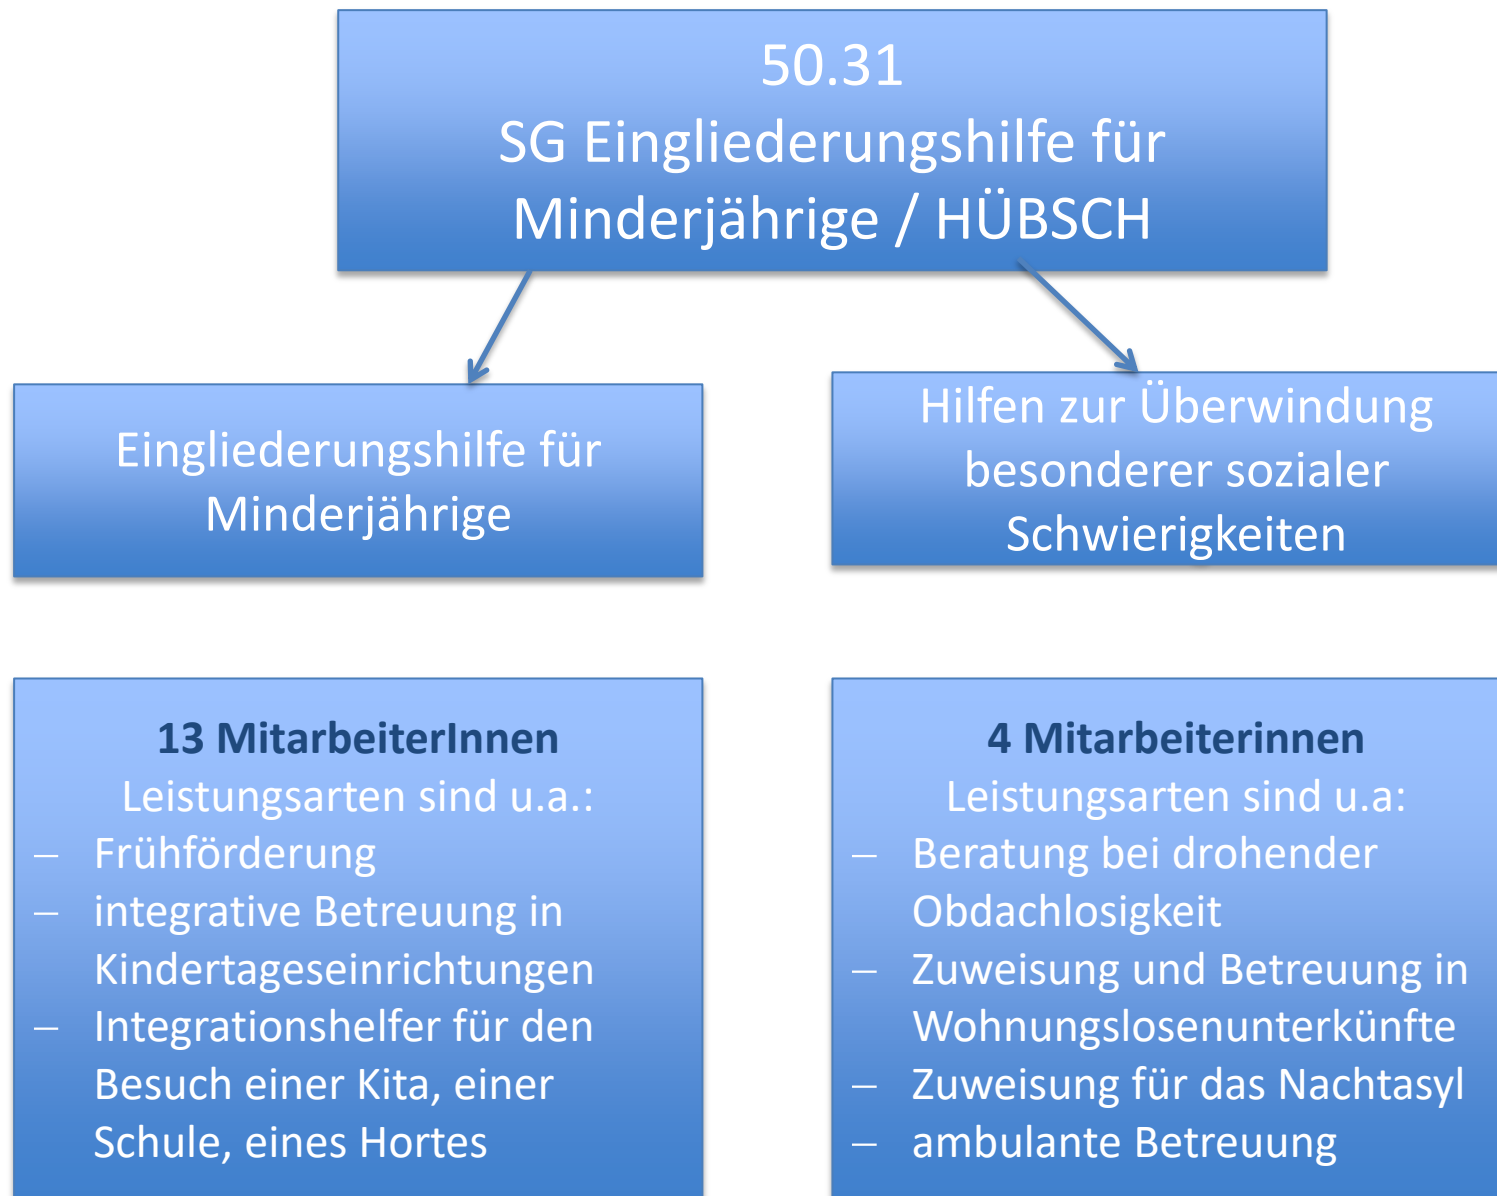 50.31
SG Eingliederungshilfe für
Minderjährige / HÜBSCH
Eingliederungshilfe für
Minderjährige
Hilfen zur Überwindung
besonderer sozialer
Schwierigkeiten
13 MitarbeiterInnen
Leistungsarten sind u.a.:
– Frühförderung
– integrative Betreuung in
Kindertageseinrichtungen
– Integrationshelfer für den
Besuch einer Kita, einer
Schule, eines Hortes
4 Mitarbeiterinnen
Leistungsarten sind u.a:
– Beratung bei drohender
Obdachlosigkeit
– Zuweisung und Betreuung in
Wohnungslosenunterkünfte
– Zuweisung für das Nachtasyl
– ambulante Betreuung